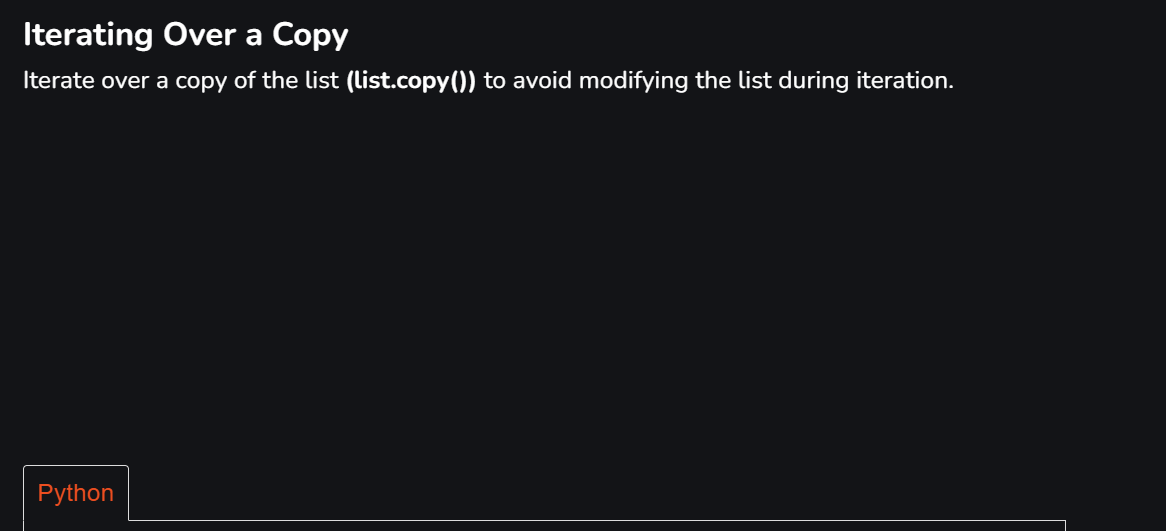 Iterating Over a Copy
Iterate over a copy of the list (list.copy()) to avoid modifying the list during iteration.
Python